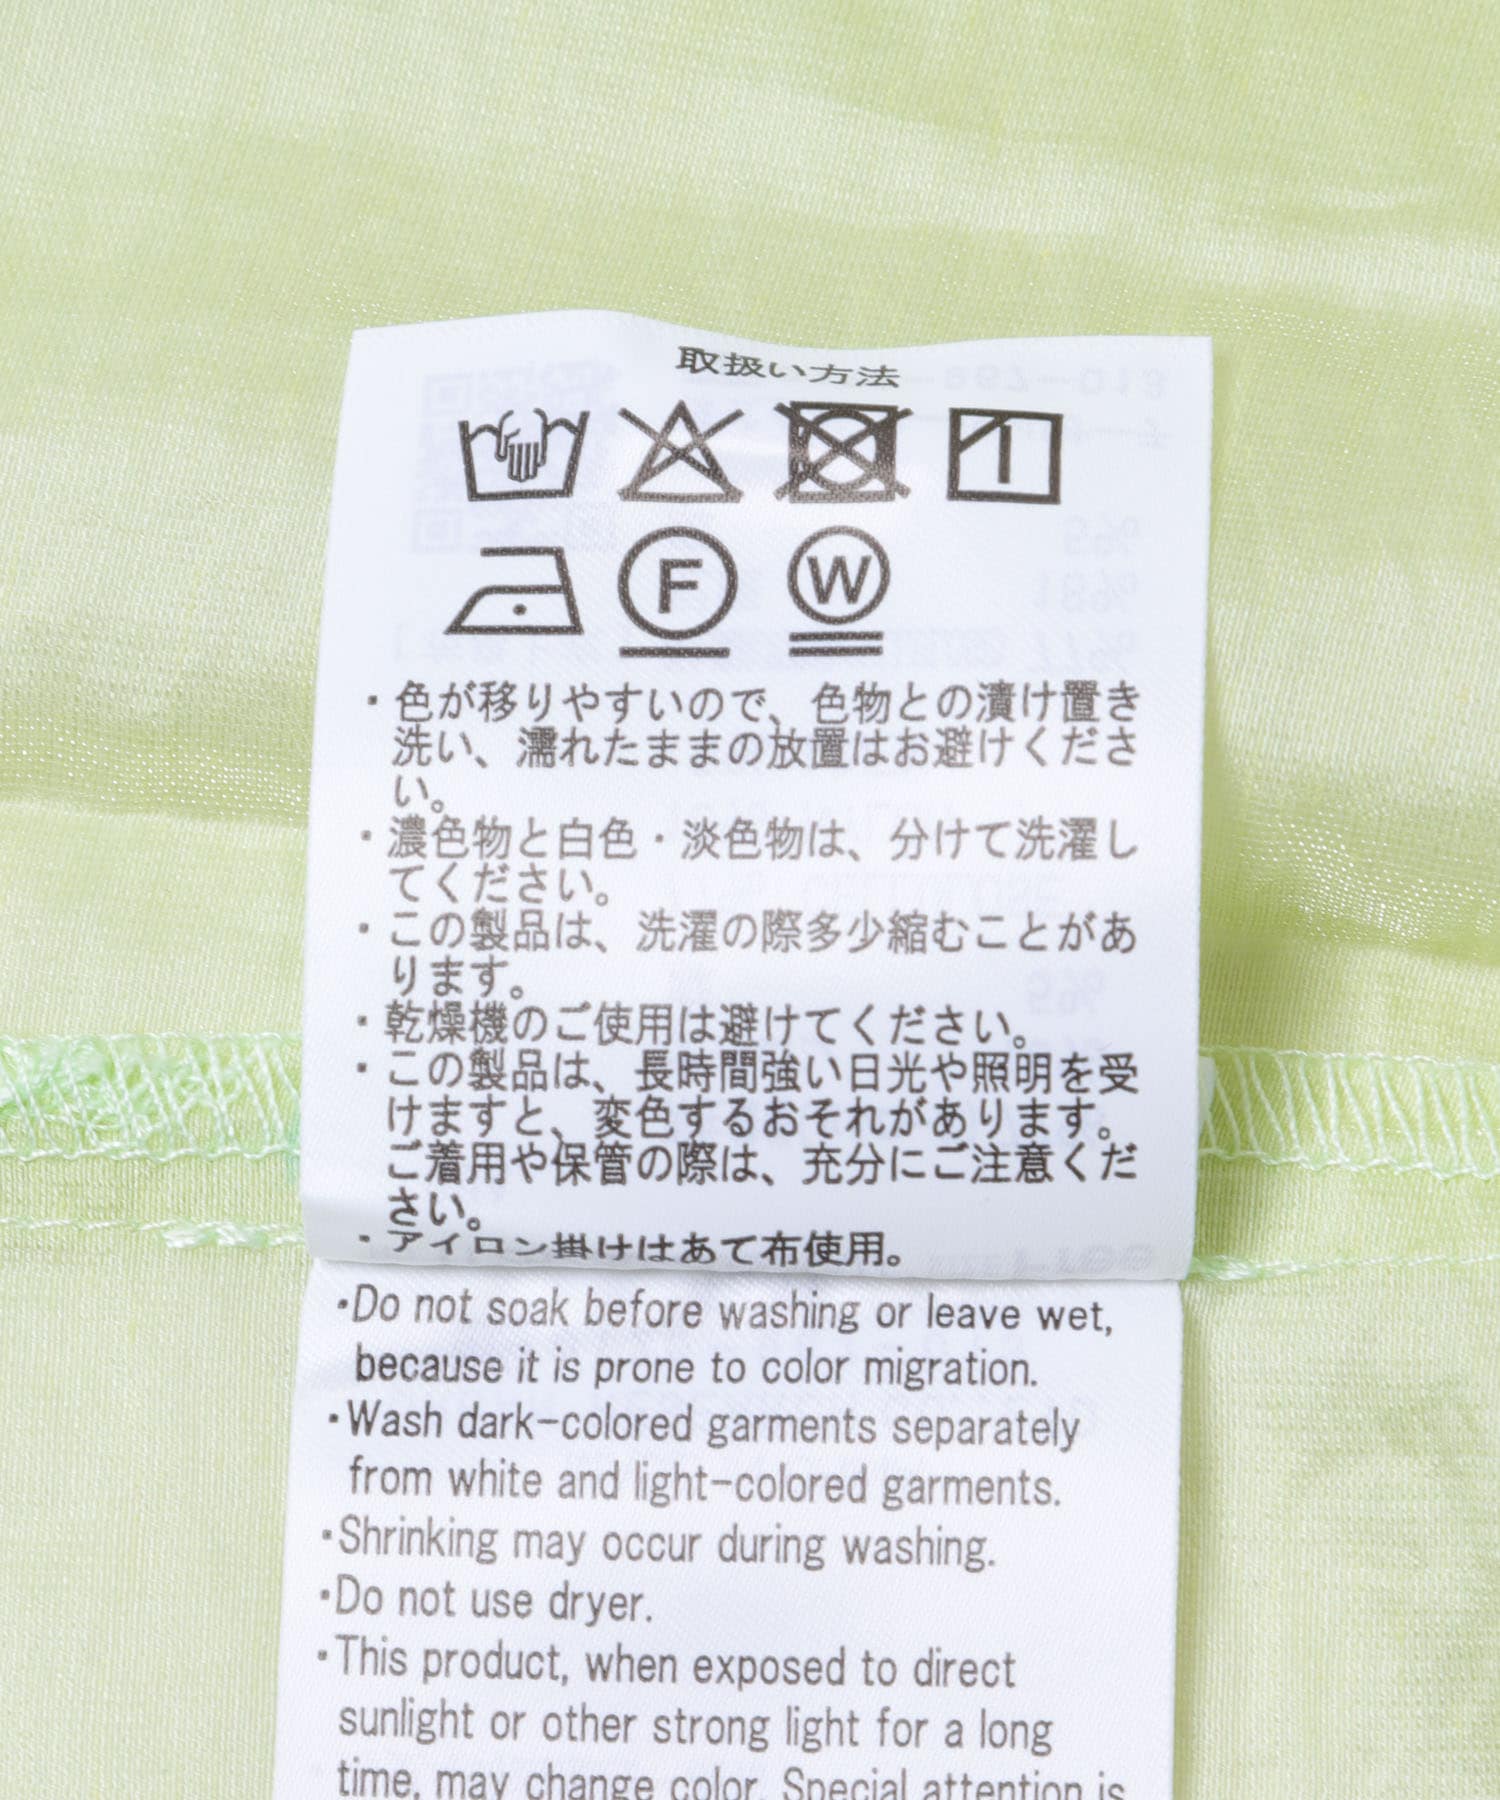 取扱い方法
F W
・色が移りやすいので、色物との漬け置き
洗い、濡れたままの放置はお避けくださ
い。
・濃色物と白色・淡色物は、分けて洗濯し
てください。
・この製品は、洗濯の際多少縮むことがあ
ります。
・乾燥機のご使用は避けてください。
・この製品は、長時間強い日光や照明を受
けますと、変色するおそれがあります。
ご着用や保管の際は、充分にご注意くだ
さい。
・アイロン掛けはあて布使用。
・Do not soak before washing or leave wet,
because it is prone to color migration.
・Wash dark-colored garments separately
from white and light-colored garments.
・Shrinking may occur during washing.
・Do not use dryer.
・This product, when exposed to direct
sunlight or other strong light for a long
time, may change color. Special attention is